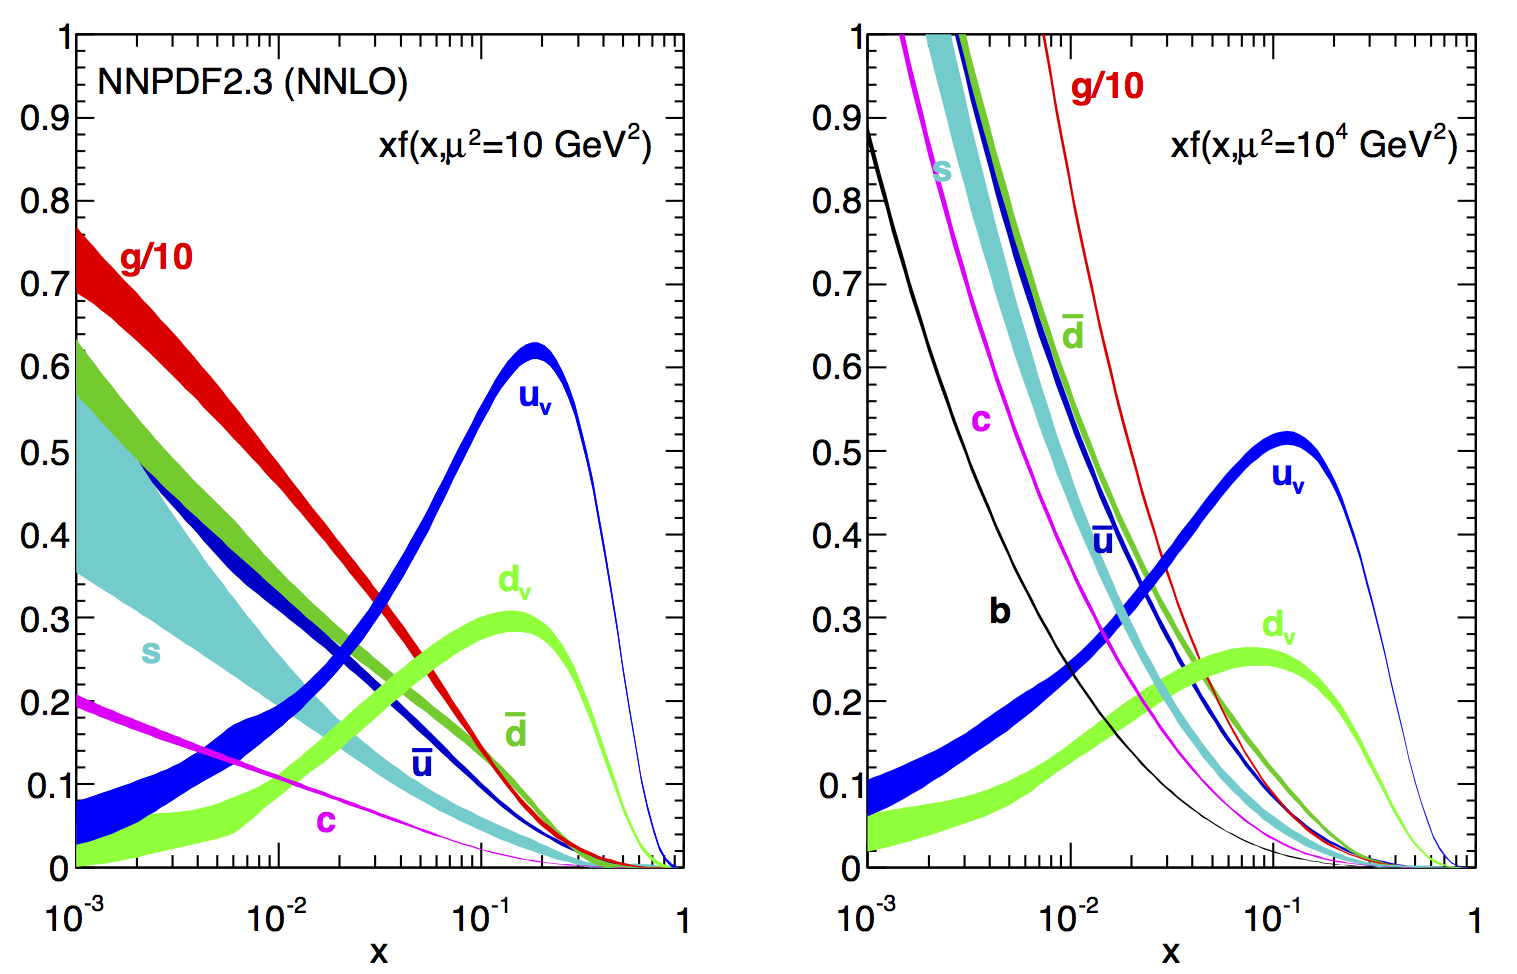 NNPDF2.3 (NNLO)
xf(x,μ²=10 GeV²)
g/10
u_v
d_v
s
d̄
ū
c
1
0.9
0.8
0.7
0.6
0.5
0.4
0.3
0.2
0.1
0
10⁻³
10⁻²
10⁻¹
1
x
g/10
xf(x,μ²=10⁴ GeV²)
s
d̄
c
u_v
ū
b
d_v
1
0.9
0.8
0.7
0.6
0.5
0.4
0.3
0.2
0.1
0
10⁻³
10⁻²
10⁻¹
1
x